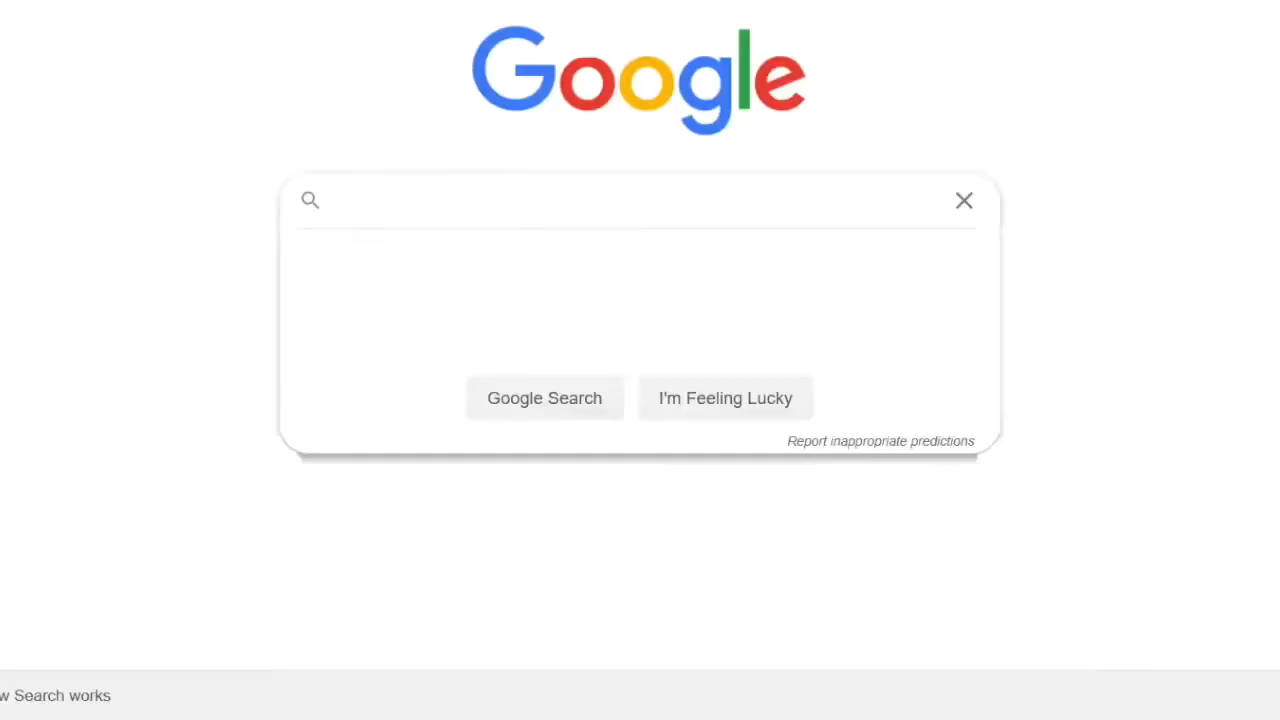 Google
Google Search
I'm Feeling Lucky
Report inappropriate predictions
Search works